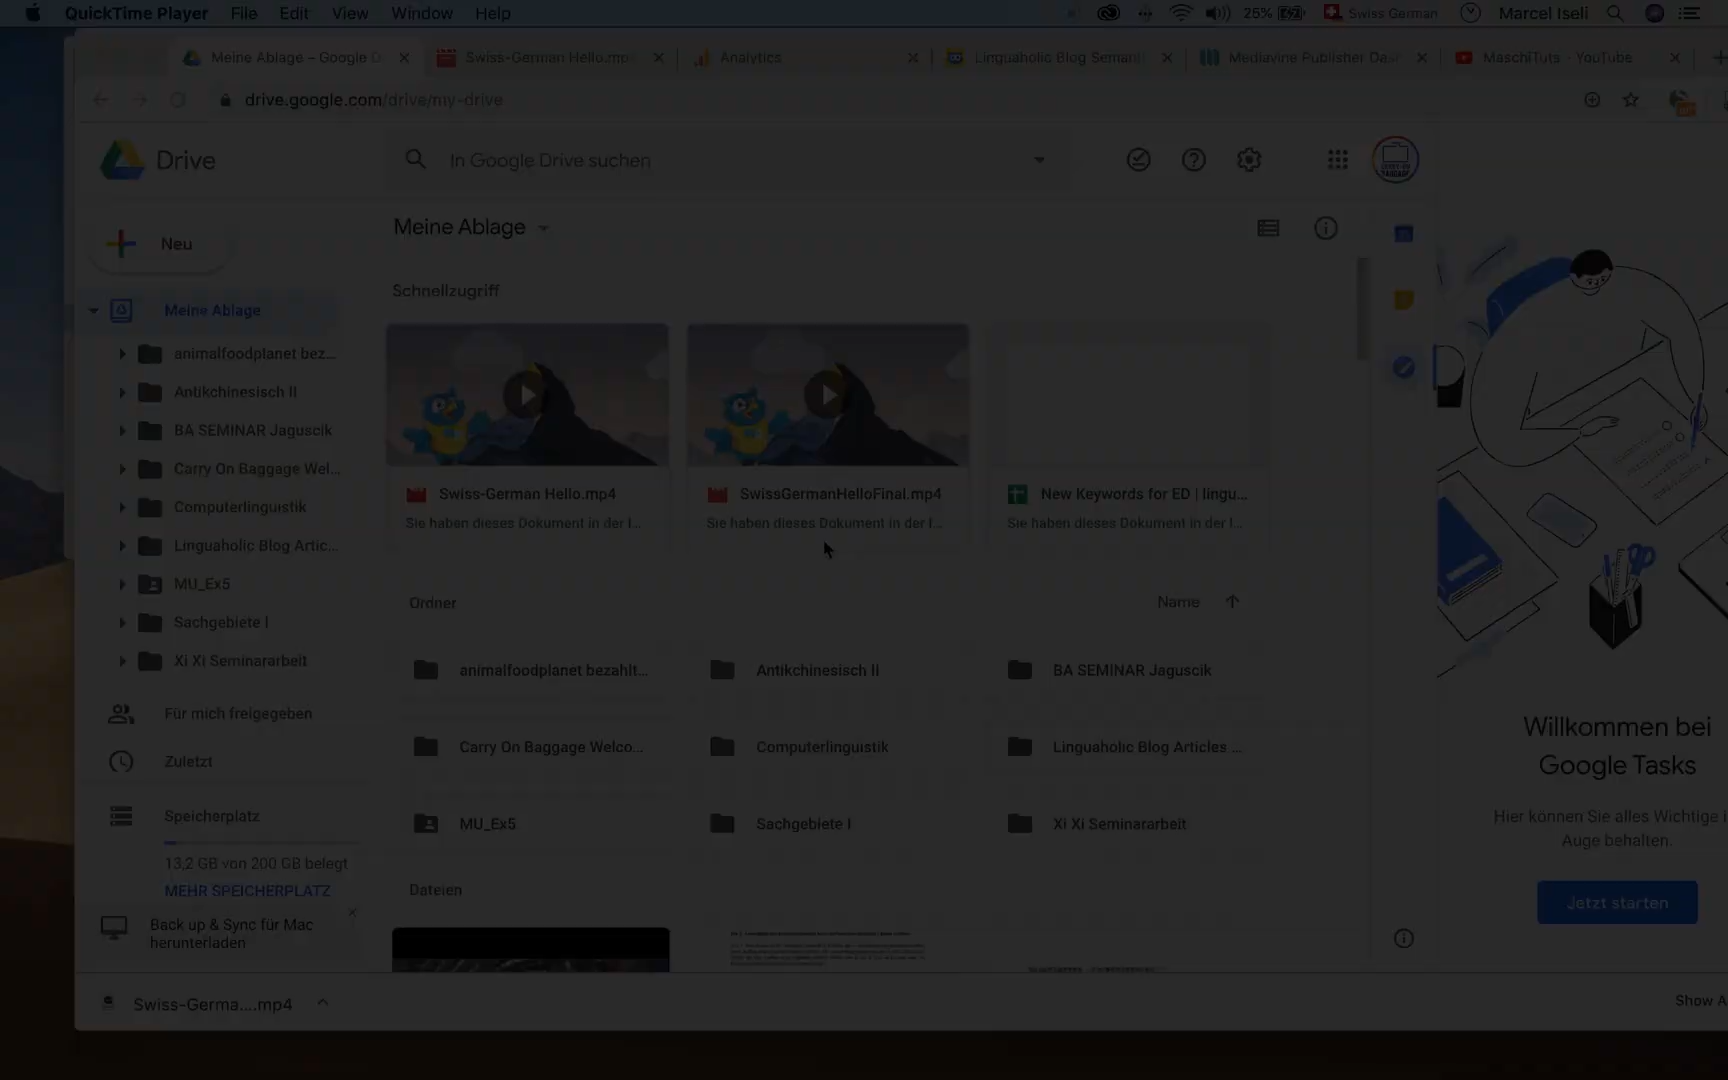 QuickTime Player File Edit View Window Help 25% Swiss German Marcel Iseli
Meine Ablage – Google D Swiss-German Hello.mp Analytics Linguaholic Blog Semant Mediavine Publisher Das MaschiTuts - YouTube
drive.google.com/drive/my-drive
Drive
In Google Drive suchen
Neu
Meine Ablage
Schnellzugriff
Meine Ablage
animalfoodplanet bez...
Antikchinesisch II
BA SEMINAR Jaguscik
Carry On Baggage Wel...
Computerlinguistik
Linguaholic Blog Artic...
MU_Ex5
Sachgebiete I
Xi Xi Seminararbeit
Für mich freigegeben
Zuletzt
Speicherplatz
13,2 GB von 200 GB belegt
MEHR SPEICHERPLATZ
Back up & Sync für Mac
herunterladen
Swiss-German Hello.mp4
Sie haben dieses Dokument in der l...
SwissGermanHelloFinal.mp4
Sie haben dieses Dokument in der l...
New Keywords for ED | lingu...
Sie haben dieses Dokument in der l...
Ordner Name
animalfoodplanet bezahlt... Antikchinesisch II BA SEMINAR Jaguscik
Carry On Baggage Welco... Computerlinguistik Linguaholic Blog Articles ...
MU_Ex5 Sachgebiete I Xi Xi Seminararbeit
Dateien
Willkommen bei
Google Tasks
Hier können Sie alles Wichtige
Auge behalten.
Jetzt starten
Swiss-Germa....mp4
Show A